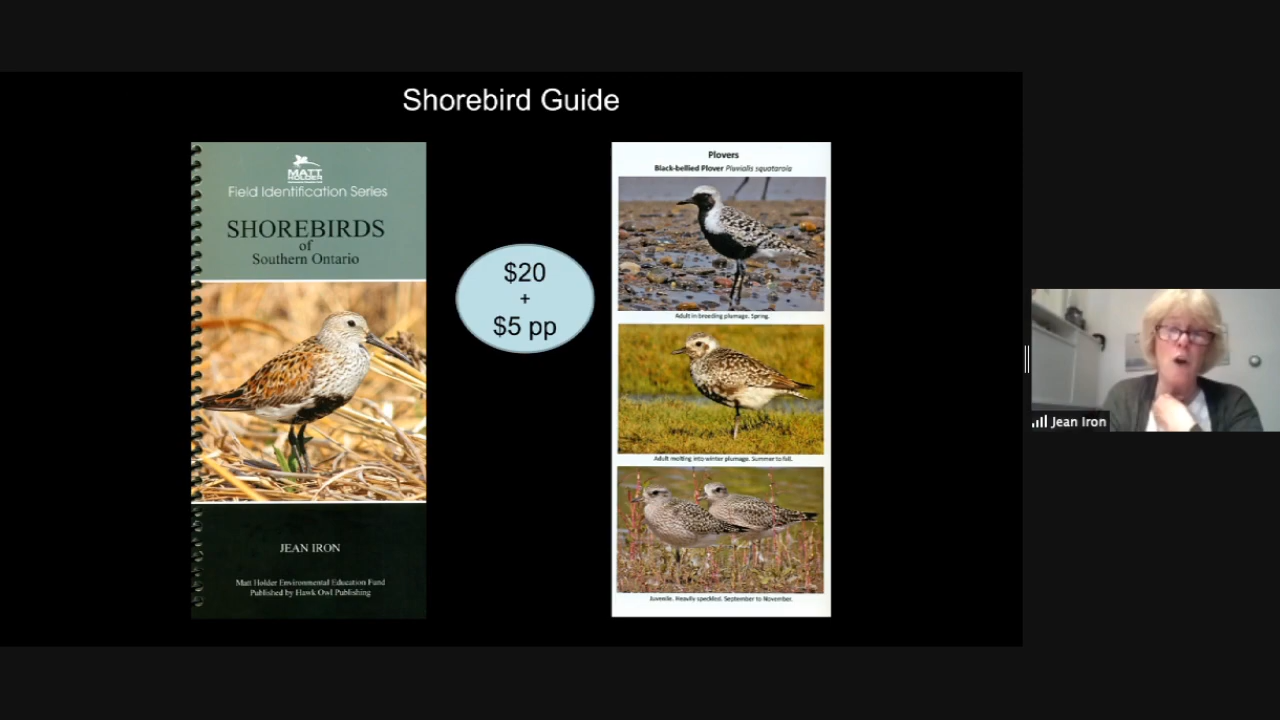 Shorebird Guide
MATT
HOLDER
Field Identification Series
SHOREBIRDS
of
Southern Ontario
JEAN IRON
Matt Holder Environmental Education Fund
Published by Hawk Owl Publishing
$20
+
$5 pp
Plovers
Black-bellied Plover Pluvialis squatarola
Adult in breeding plumage. Spring.
Adult molting into winter plumage. Summer to fall.
Juvenile. Heavily speckled. September to November.
Jean Iron